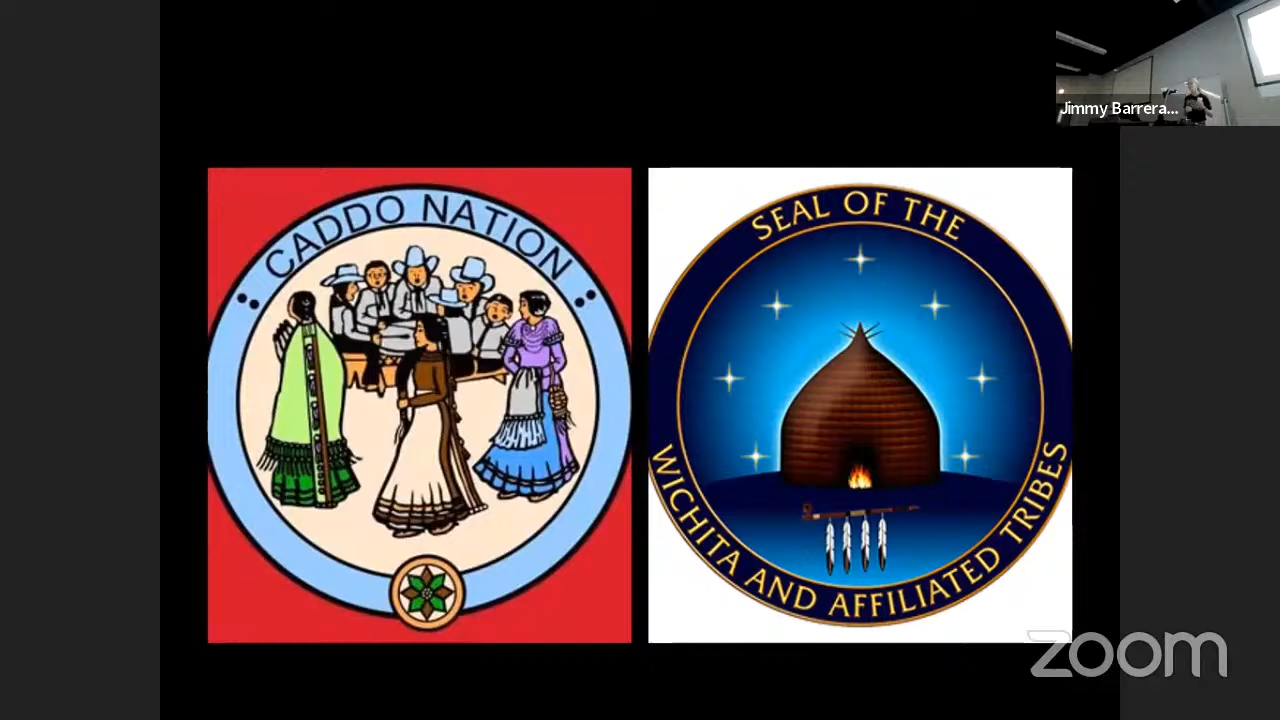 Jimmy Barrera...
CADDO NATION
SEAL OF THE
WICHITA AND AFFILIATED TRIBES
zoom